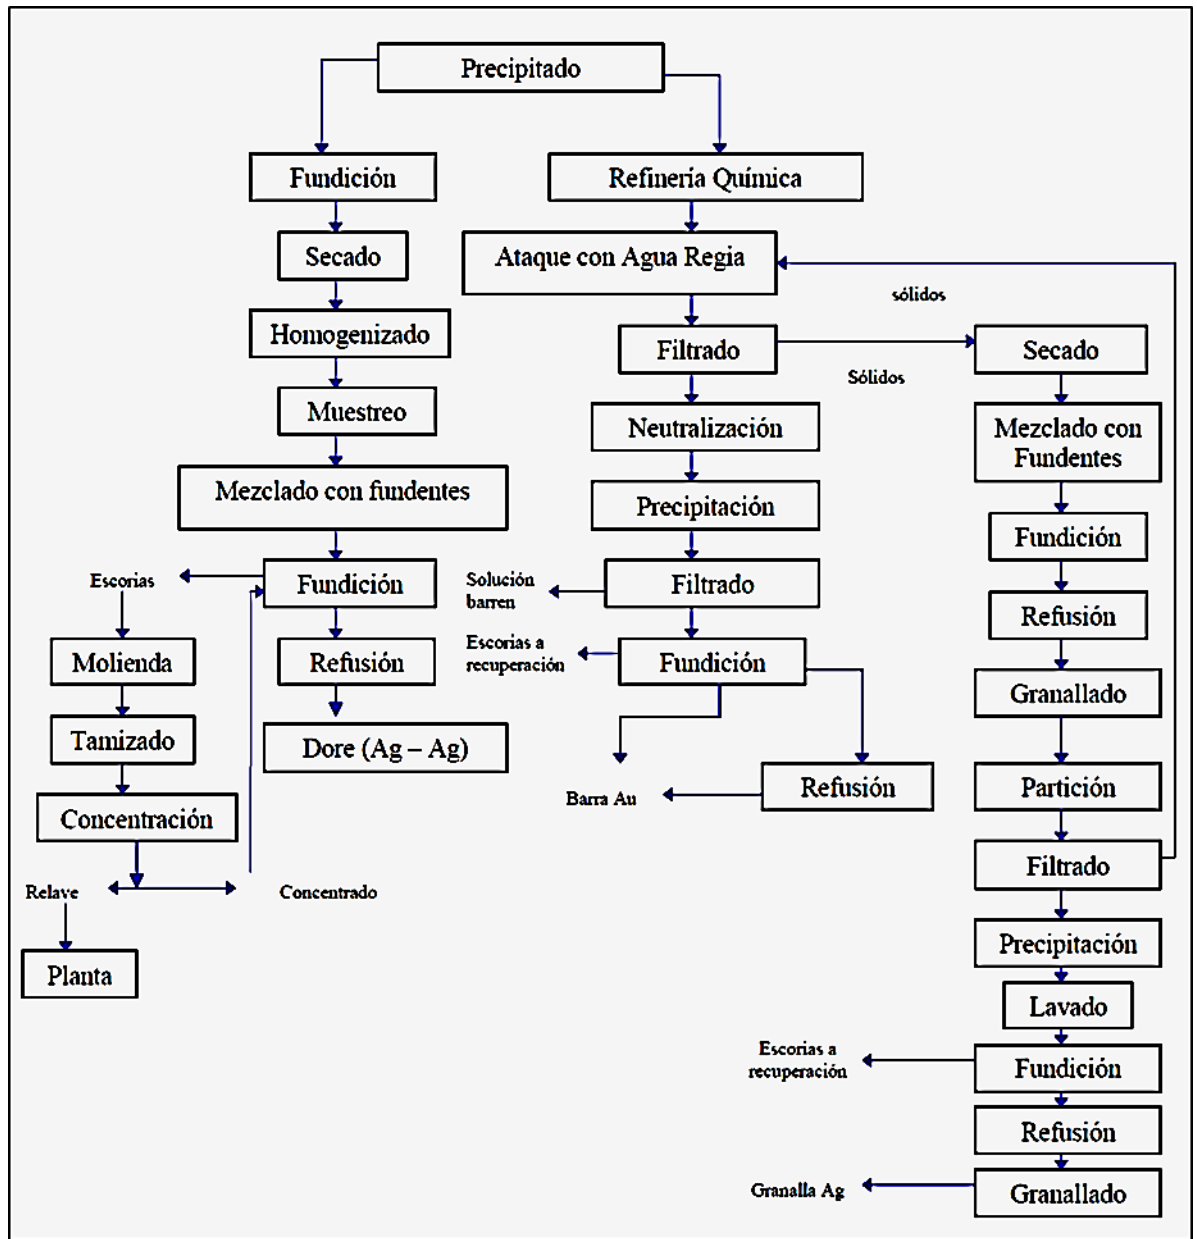 Precipitado
Fundición
Refinería Química
Secado
Ataque con Agua Regia
sólidos
Homogenizado
Filtrado
Sólidos
Secado
Muestreo
Neutralización
Mezclado con
Fundentes
Mezclado con fundentes
Precipitación
Fundición
Escorias
Fundición
Solución
barren
Filtrado
Refusión
Molienda
Refusión
Escorias a
recuperación
Fundición
Granallado
Tamizado
Dore (Ag – Ag)
Barra Au
Refusión
Partición
Concentración
Filtrado
Relave
Concentrado
Precipitación
Planta
Lavado
Escorias a
recuperación
Fundición
Refusión
Granalla Ag
Granallado